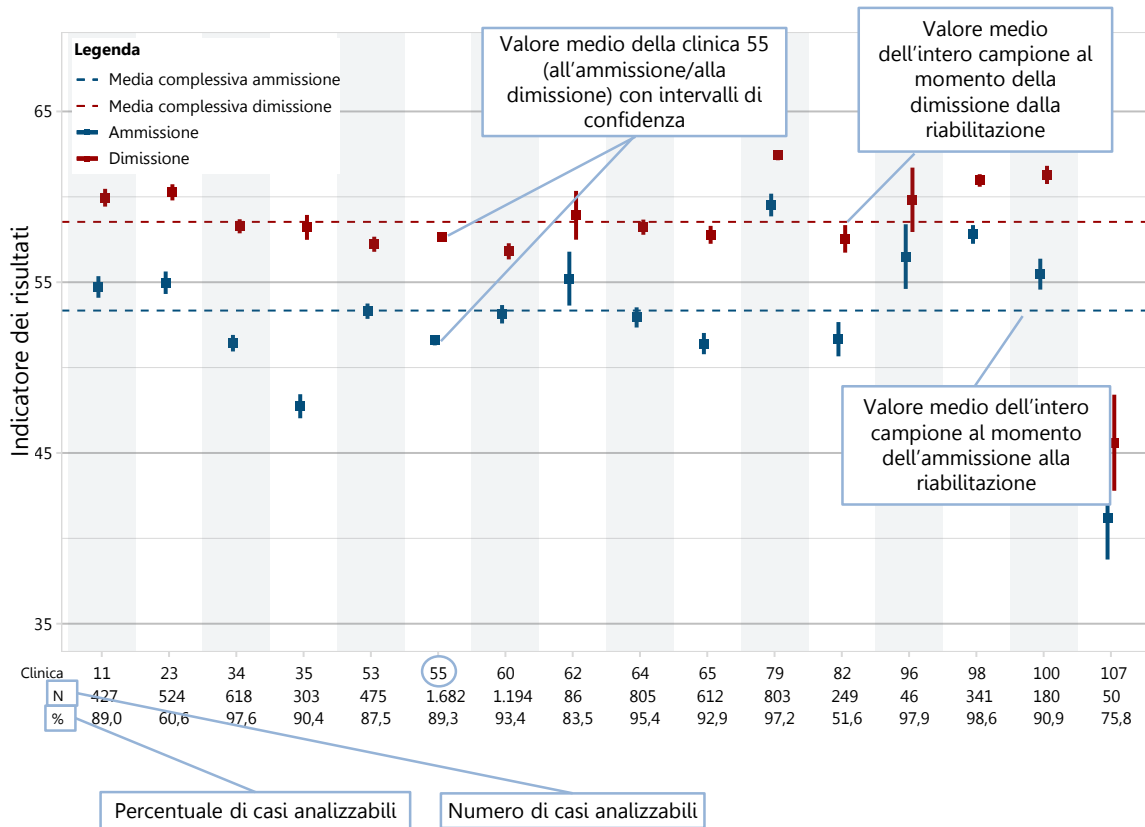 Legenda
Media complessiva ammissione
Media complessiva dimissione
Ammissione
Dimissione
Valore medio della clinica 55
(all'ammissione/alla
dimissione) con intervalli di
confidenza
Valore medio
dell'intero campione al
momento della
dimissione dalla
riabilitazione
Indicatore dei risultati
65
55
45
35
Valore medio dell'intero
campione al momento
dell'ammissione alla
riabilitazione
Clinica 11 23 34 35 53 55 60 62 64 65 79 82 96 98 100 107
N 427 524 618 303 475 1.682 1.194 86 805 612 803 249 46 341 180 50
% 89,0 60,6 97,6 90,4 87,5 89,3 93,4 83,5 95,4 92,9 97,2 51,6 97,9 98,6 90,9 75,8
Percentuale di casi analizzabili
Numero di casi analizzabili